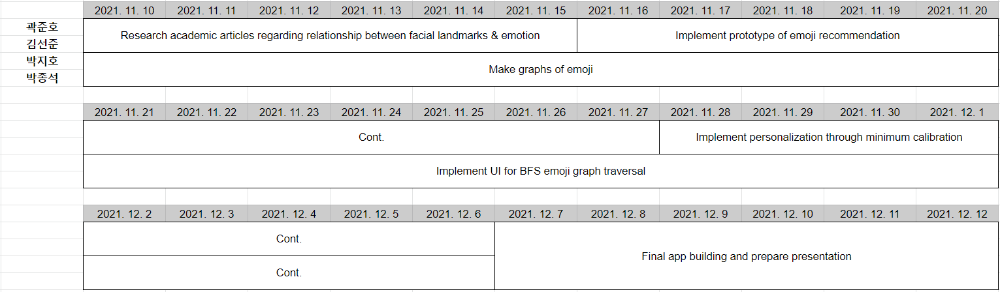 2021. 11. 10 2021. 11. 11 2021. 11. 12 2021. 11. 13 2021. 11. 14 2021. 11. 15 2021. 11. 16 2021. 11. 17 2021. 11. 18 2021. 11. 19 2021. 11. 20
곽준호
Research academic articles regarding relationship between facial landmarks & emotion Implement prototype of emoji recommendation
김선준
박지호
Make graphs of emoji
박종석
2021. 11. 21 2021. 11. 22 2021. 11. 23 2021. 11. 24 2021. 11. 25 2021. 11. 26 2021. 11. 27 2021. 11. 28 2021. 11. 29 2021. 11. 30 2021. 12. 1
Cont. Implement personalization through minimum calibration
Implement UI for BFS emoji graph traversal
2021. 12. 2 2021. 12. 3 2021. 12. 4 2021. 12. 5 2021. 12. 6 2021. 12. 7 2021. 12. 8 2021. 12. 9 2021. 12. 10 2021. 12. 11 2021. 12. 12
Cont.
Final app building and prepare presentation
Cont.